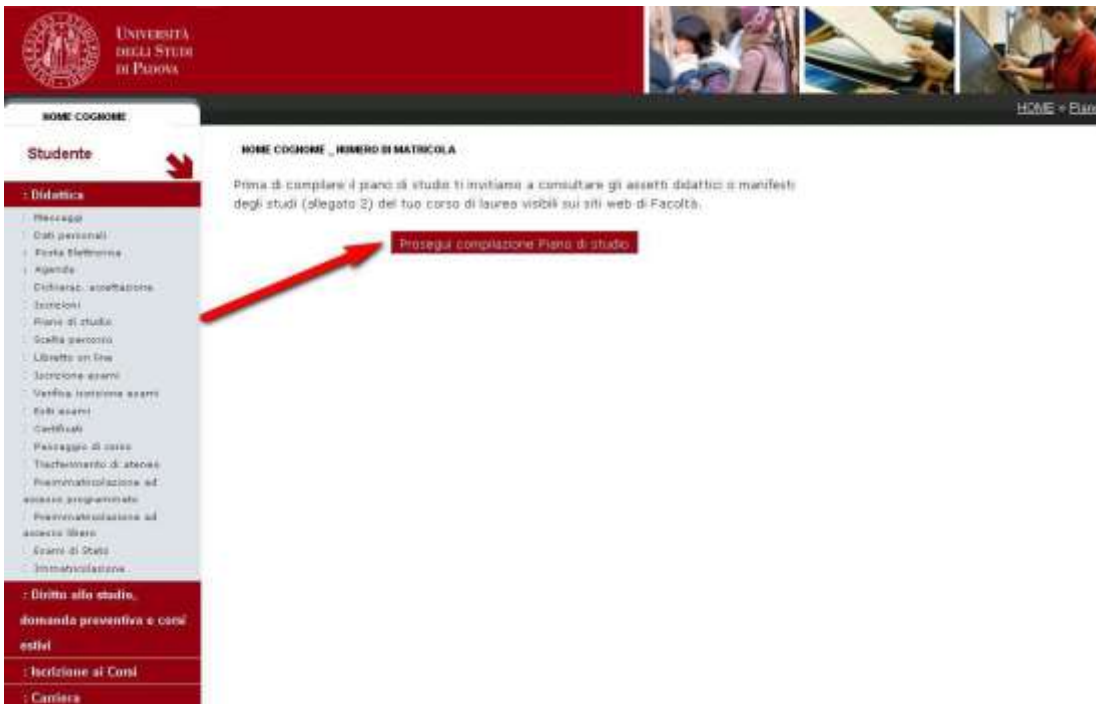 UNIVERSITÀ
DEGLI STUDI
DI PADOVA
HOME » Piano
NOME COGNOME
Studente
NOME COGNOME _ NUMERO DI MATRICOLA
Prima di compilare il piano di studio ti invitiamo a consultare gli assetti didattici o manifesti
degli studi (allegato 2) del tuo corso di laurea visibili sui siti web di Facoltà.
Prosegui compilazione Piano di studio
: Didattica
: Messaggi
: Dati personali
: Posta Elettronica
: Agenda
: Dichiaraz. accettazione
: Iscrizioni
: Piano di studio
: Scelta percorso
: Libretto on line
: Iscrizione esami
: Verifica iscrizione esami
: Esiti esami
: Certificati
: Passaggio di corso
: Trasferimento di ateneo
: Preimmatricolazione ad
accesso programmato
: Preimmatricolazione ad
accesso libero
: Esami di Stato
: Immatricolazione
: Diritto allo studio,
domanda preventiva e corsi
estivi
: Iscrizione ai Corsi
: Carriera